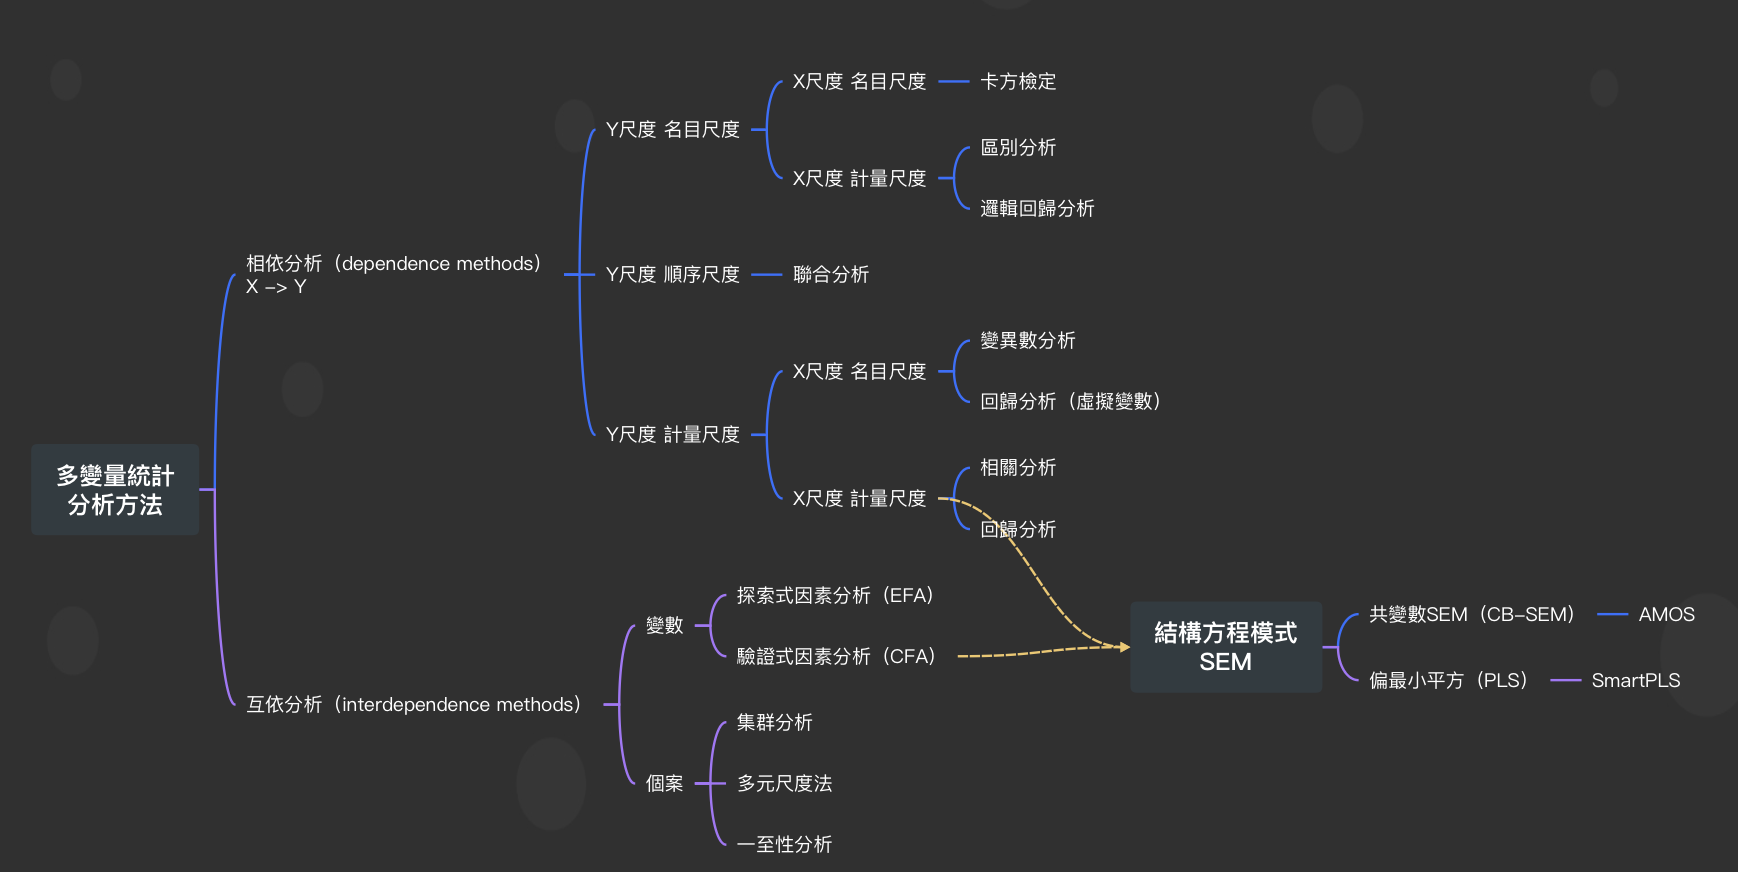 多變量統計
分析方法
相依分析（dependence methods）
X –> Y
Y尺度 名目尺度
X尺度 名目尺度
卡方檢定
X尺度 計量尺度
區別分析
邏輯回歸分析
Y尺度 順序尺度
聯合分析
Y尺度 計量尺度
X尺度 名目尺度
變異數分析
回歸分析（虛擬變數）
X尺度 計量尺度
相關分析
回歸分析
互依分析（interdependence methods）
變數
探索式因素分析（EFA）
驗證式因素分析（CFA）
個案
集群分析
多元尺度法
一至性分析
結構方程模式
SEM
共變數SEM（CB–SEM）
AMOS
偏最小平方（PLS）
SmartPLS